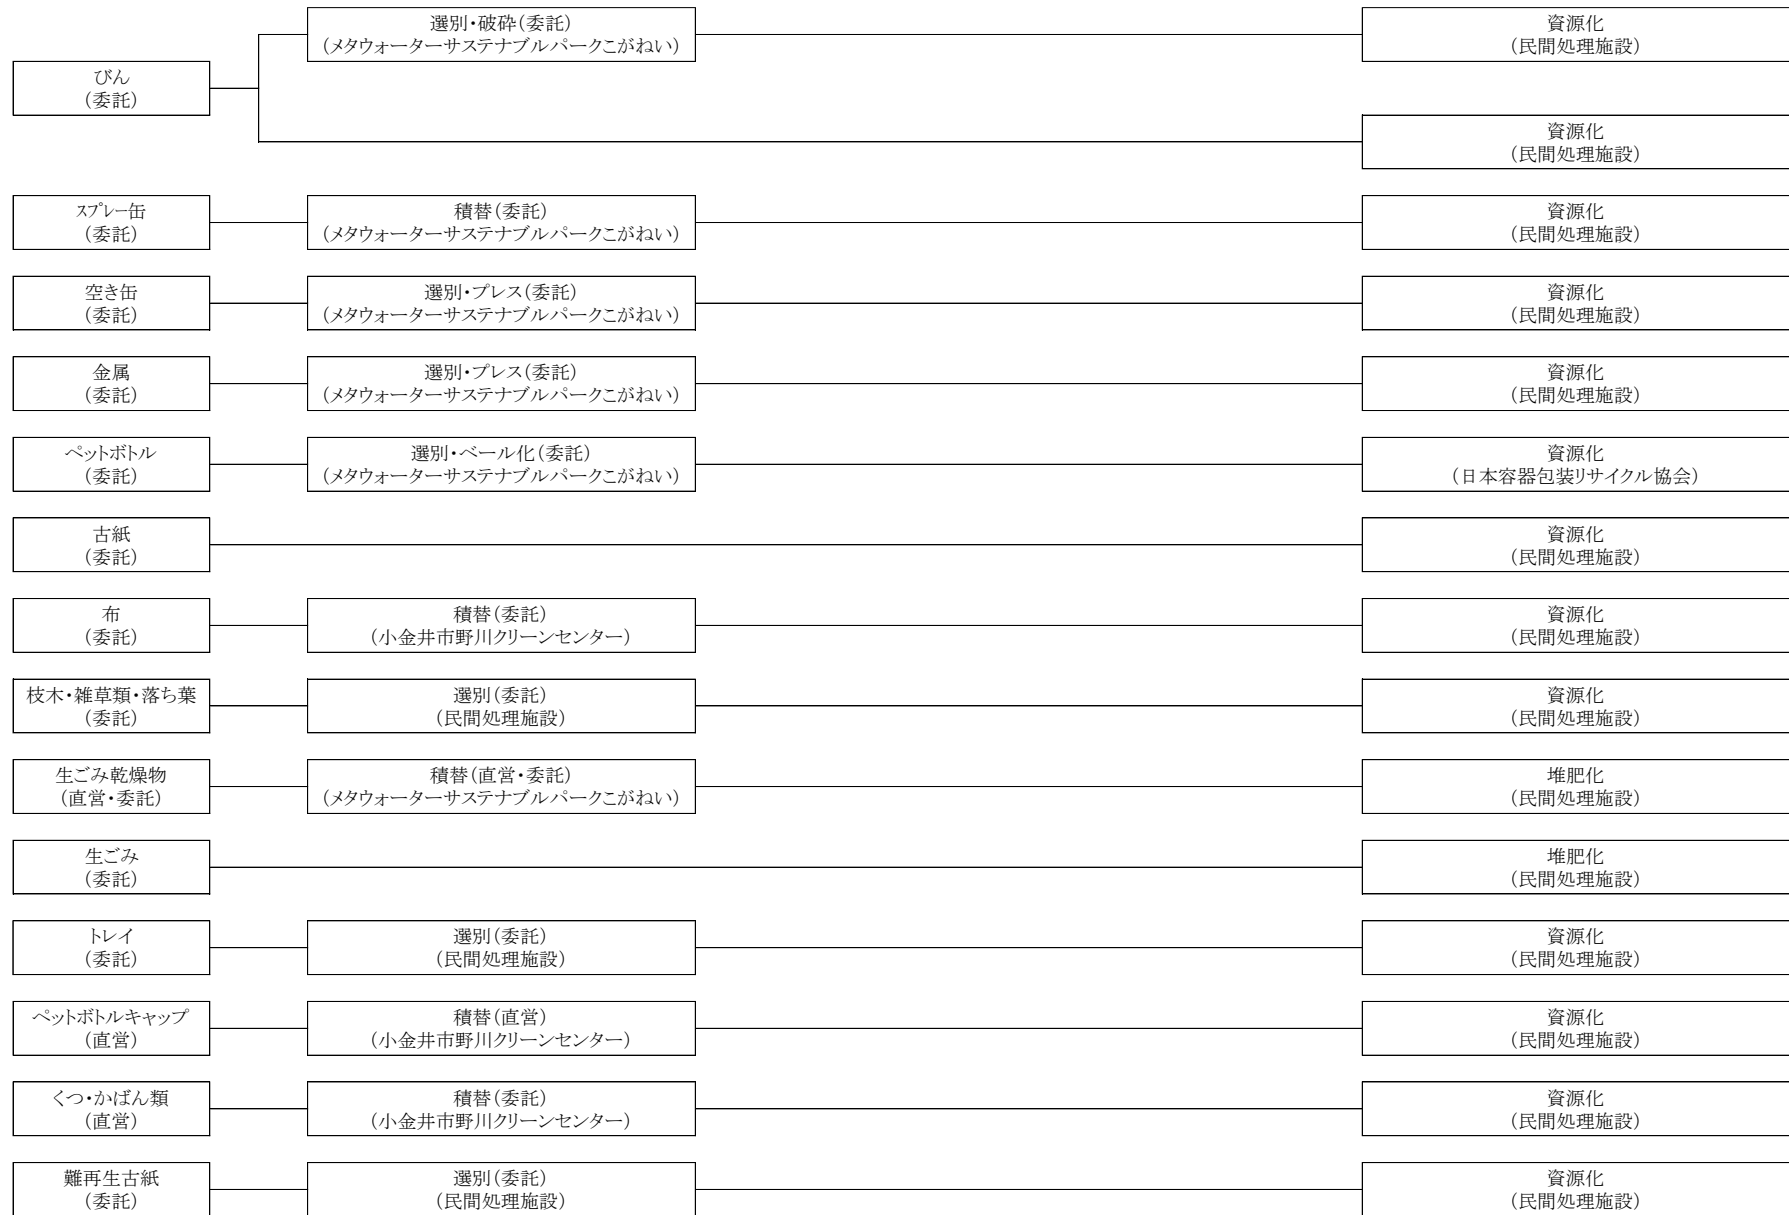 選別・破砕(委託)
(メタウォーターサステナブルパークこがねい)
資源化
(民間処理施設)
びん
(委託)
資源化
(民間処理施設)
スプレー缶
(委託)
積替(委託)
(メタウォーターサステナブルパークこがねい)
資源化
(民間処理施設)
空き缶
(委託)
選別・プレス(委託)
(メタウォーターサステナブルパークこがねい)
資源化
(民間処理施設)
金属
(委託)
選別・プレス(委託)
(メタウォーターサステナブルパークこがねい)
資源化
(民間処理施設)
ペットボトル
(委託)
選別・ベール化(委託)
(メタウォーターサステナブルパークこがねい)
資源化
(日本容器包装リサイクル協会)
古紙
(委託)
資源化
(民間処理施設)
布
(委託)
積替(委託)
(小金井市野川クリーンセンター)
資源化
(民間処理施設)
枝木・雑草類・落ち葉
(委託)
選別(委託)
(民間処理施設)
資源化
(民間処理施設)
生ごみ乾燥物
(直営・委託)
積替(直営・委託)
(メタウォーターサステナブルパークこがねい)
堆肥化
(民間処理施設)
生ごみ
(委託)
堆肥化
(民間処理施設)
トレイ
(委託)
選別(委託)
(民間処理施設)
資源化
(民間処理施設)
ペットボトルキャップ
(直営)
積替(直営)
(小金井市野川クリーンセンター)
資源化
(民間処理施設)
くつ・かばん類
(直営)
積替(委託)
(小金井市野川クリーンセンター)
資源化
(民間処理施設)
難再生古紙
(委託)
選別(委託)
(民間処理施設)
資源化
(民間処理施設)